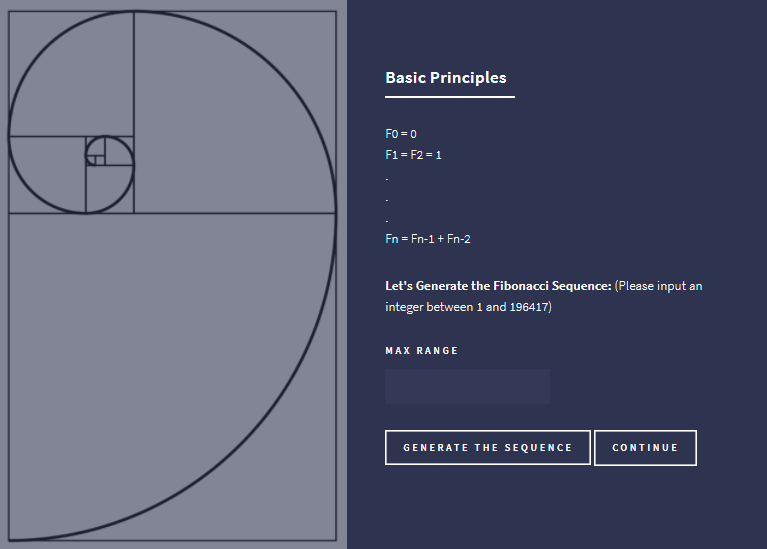 Basic Principles
F0 = 0
F1 = F2 = 1
.
.
.
Fn = Fn-1 + Fn-2
Let's Generate the Fibonacci Sequence: (Please input an
integer between 1 and 196417)
MAX RANGE
GENERATE THE SEQUENCE CONTINUE